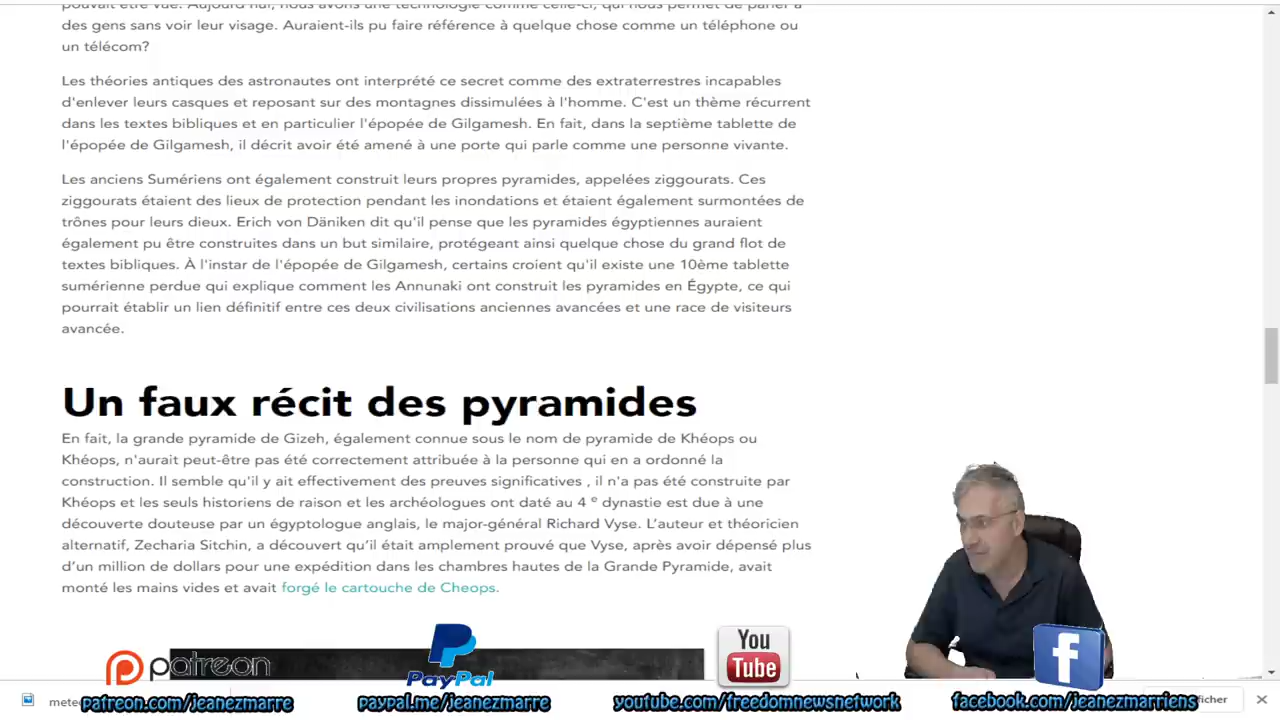 pouvait être vue. Aujourd'hui, nous avons une technologie comme celle-ci, qui nous permet de parler à
des gens sans voir leur visage. Auraient-ils pu faire référence à quelque chose comme un téléphone ou
un télécom?
Les théories antiques des astronautes ont interprété ce secret comme des extraterrestres incapables
d'enlever leurs casques et reposant sur des montagnes dissimulées à l'homme. C'est un thème récurrent
dans les textes bibliques et en particulier l'épopée de Gilgamesh. En fait, dans la septième tablette de
l'épopée de Gilgamesh, il décrit avoir été amené à une porte qui parle comme une personne vivante.
Les anciens Sumériens ont également construit leurs propres pyramides, appelées ziggourats. Ces
ziggourats étaient des lieux de protection pendant les inondations et étaient également surmontées de
trônes pour leurs dieux. Erich von Däniken dit qu'il pense que les pyramides égyptiennes auraient
également pu être construites dans un but similaire, protégeant ainsi quelque chose du grand flot de
textes bibliques. À l'instar de l'épopée de Gilgamesh, certains croient qu'il existe une 10ème tablette
sumérienne perdue qui explique comment les Annunaki ont construit les pyramides en Égypte, ce qui
pourrait établir un lien définitif entre ces deux civilisations anciennes avancées et une race de visiteurs
avancée.
Un faux récit des pyramides
En fait, la grande pyramide de Gizeh, également connue sous le nom de pyramide de Khéops ou
Khéops, n'aurait peut-être pas été correctement attribuée à la personne qui en a ordonné la
construction. Il semble qu'il y ait effectivement des preuves significatives , il n'a pas été construite par
Khéops et les seuls historiens de raison et les archéologues ont daté au 4 e dynastie est due à une
découverte douteuse par un égyptologue anglais, le major-général Richard Vyse. L’auteur et théoricien
alternatif, Zecharia Sitchin, a découvert qu’il était amplement prouvé que Vyse, après avoir dépensé plus
d’un million de dollars pour une expédition dans les chambres hautes de la Grande Pyramide, avait
monté les mains vides et avait forgé le cartouche de Cheops.
patreon
PayPal
You
Tube
f
patreon.com/jeanezmarre
paypal.me/jeanezmarre
youtube.com/freedomnewsnetwork
facebook.com/jeanezmarriens